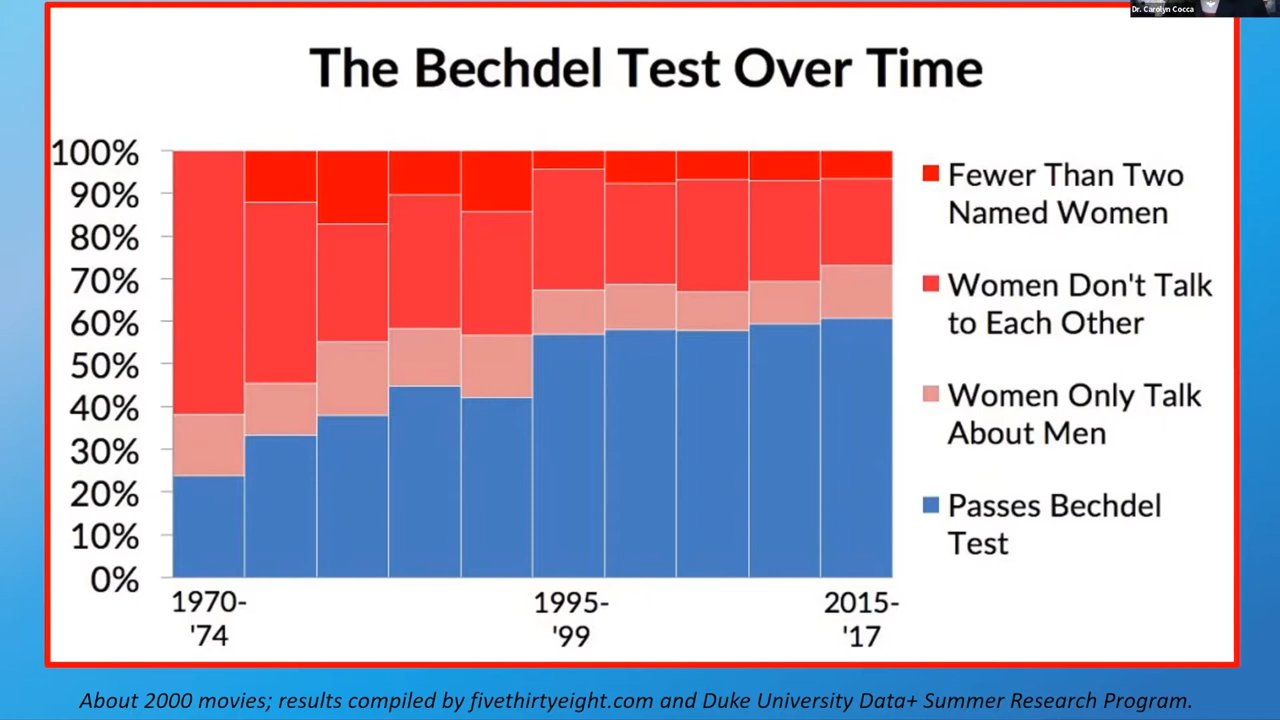 Dr. Carolyn Cocca
The Bechdel Test Over Time
100%
90%
80%
70%
60%
50%
40%
30%
20%
10%
0%
1970-
'74
1995-
'99
2015-
'17
Fewer Than Two
Named Women
Women Don't Talk
to Each Other
Women Only Talk
About Men
Passes Bechdel
Test
About 2000 movies; results compiled by fivethirtyeight.com and Duke University Data+ Summer Research Program.